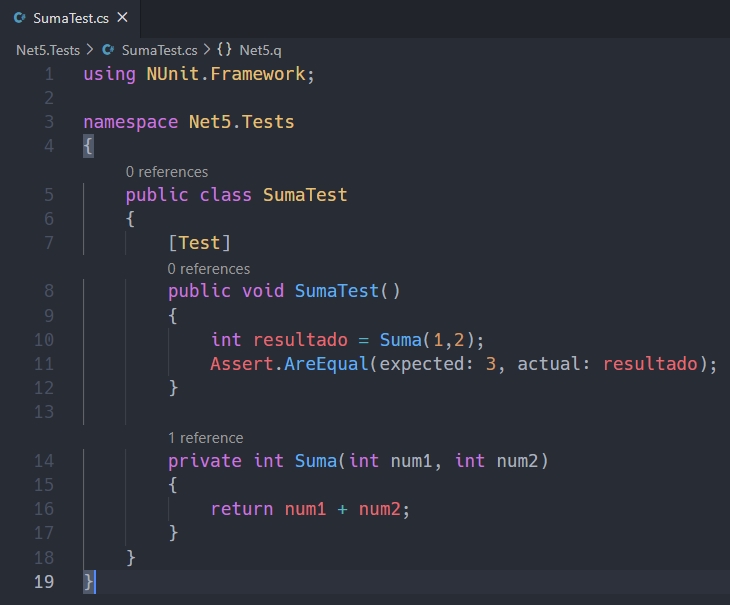 SumaTest.cs ×
Net5.Tests > SumaTest.cs > {} Net5.q
1 using NUnit.Framework;
2
3 namespace Net5.Tests
4 {
0 references
5 public class SumaTest
6 {
7 [Test]
0 references
8 public void SumaTest()
9 {
10 int resultado = Suma(1,2);
11 Assert.AreEqual(expected: 3, actual: resultado);
12 }
13
1 reference
14 private int Suma(int num1, int num2)
15 {
16 return num1 + num2;
17 }
18 }
19 }